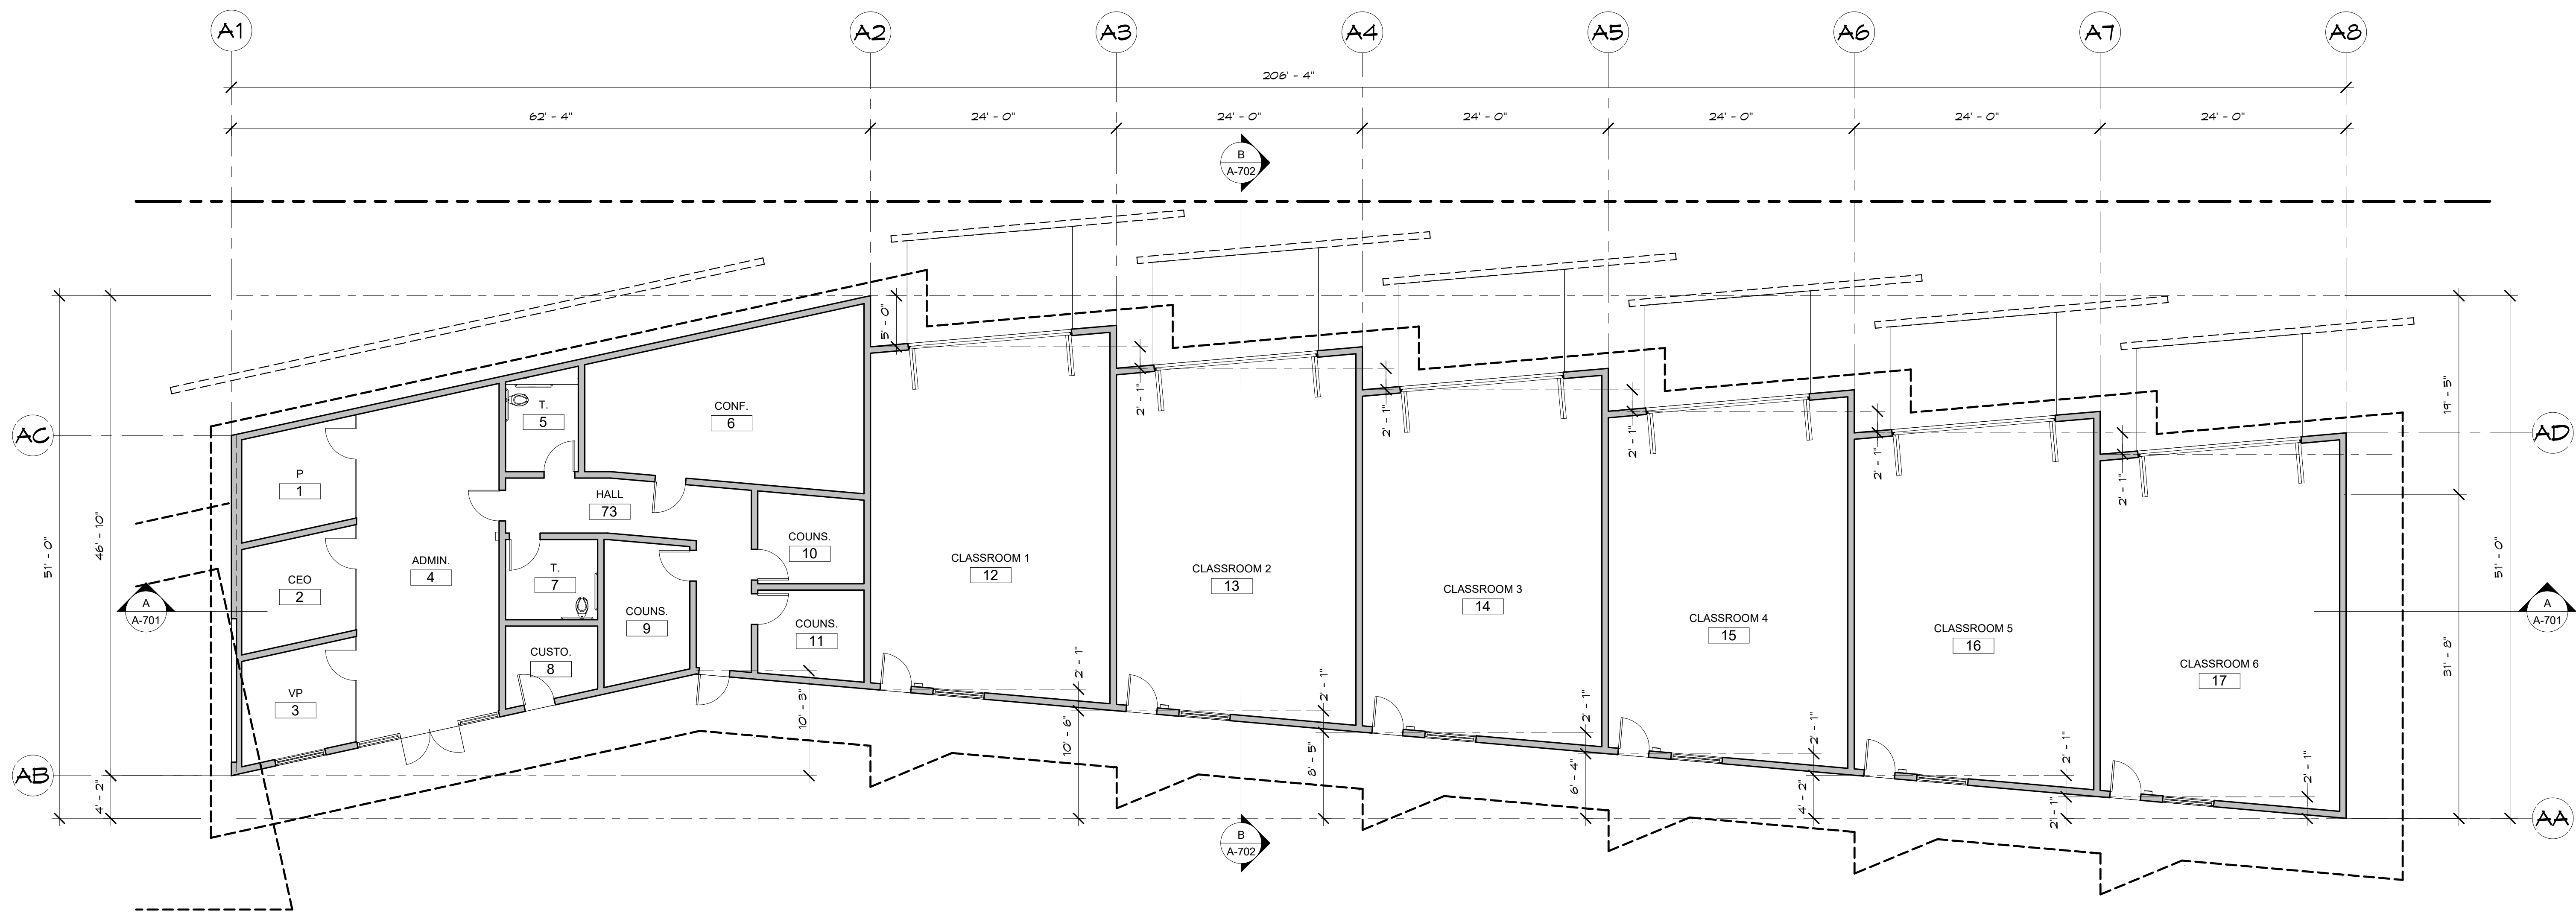 A1 A2 A3 A4 A5 A6 A7 A8
206' - 4"
62' - 4" 24' - 0" 24' - 0" 24' - 0" 24' - 0" 24' - 0" 24' - 0"
B
A-702
5' - 0"
2' - 1"
2' - 1"
2' - 1"
2' - 1"
2' - 1"
19' - 5"
AC
AD
T.
5
CONF.
6
P
1
HALL
73
51' - 0"
46' - 10"
ADMIN.
4
COUNS.
10
CLASSROOM 1
12
CLASSROOM 2
13
CLASSROOM 3
14
CLASSROOM 4
15
CLASSROOM 5
16
CLASSROOM 6
17
51' - 0"
CEO
2
T.
7
A
A-701
COUNS.
9
COUNS.
11
A
A-701
CUSTO.
8
VP
3
31' - 8"
2' - 1"
2' - 1"
2' - 1"
2' - 1"
2' - 1"
2' - 1"
10' - 3"
10' - 6"
8' - 5"
6' - 4"
4' - 2"
2' - 1"
AB
4' - 2"
AA
B
A-702